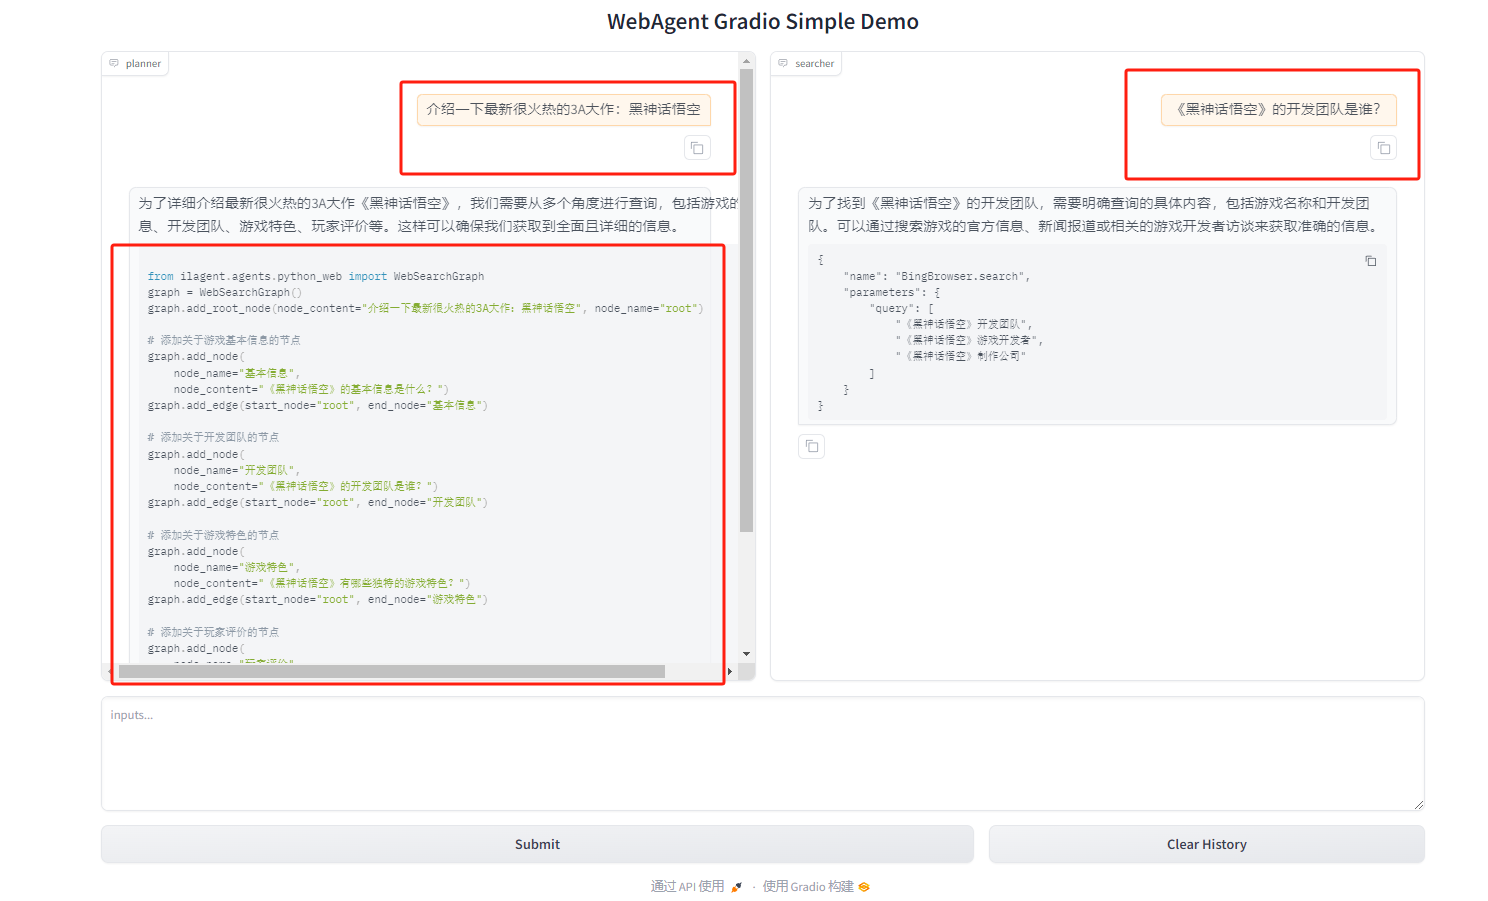 WebAgent Gradio Simple Demo
planner
介绍一下最新很火热的3A大作：黑神话悟空
为了详细介绍最新很火热的3A大作《黑神话悟空》，我们需要从多个角度进行查询，包括游戏的
息、开发团队、游戏特色、玩家评价等。这样可以确保我们获取到全面且详细的信息。
from ilagent.agents.python_web import WebSearchGraph
graph = WebSearchGraph()
graph.add_root_node(node_content="介绍一下最新很火热的3A大作：黑神话悟空", node_name="root")
# 添加关于游戏基本信息的节点
graph.add_node(
node_name="基本信息",
node_content="《黑神话悟空》的基本信息是什么？")
graph.add_edge(start_node="root", end_node="基本信息")
# 添加关于开发团队的节点
graph.add_node(
node_name="开发团队",
node_content="《黑神话悟空》的开发团队是谁？")
graph.add_edge(start_node="root", end_node="开发团队")
# 添加关于游戏特色的节点
graph.add_node(
node_name="游戏特色",
node_content="《黑神话悟空》有哪些独特的游戏特色？")
graph.add_edge(start_node="root", end_node="游戏特色")
# 添加关于玩家评价的节点
graph.add_node(
node_name="玩家评价"
searcher
《黑神话悟空》的开发团队是谁？
为了找到《黑神话悟空》的开发团队，需要明确查询的具体内容，包括游戏名称和开发团
队。可以通过搜索游戏的官方信息、新闻报道或相关的游戏开发者访谈来获取准确的信息。
{
"name": "BingBrowser.search",
"parameters": {
"query": [
"《黑神话悟空》开发团队",
"《黑神话悟空》游戏开发者",
"《黑神话悟空》制作公司"
]
}
}
inputs...
Submit
Clear History
通过 API 使用 · 使用 Gradio 构建